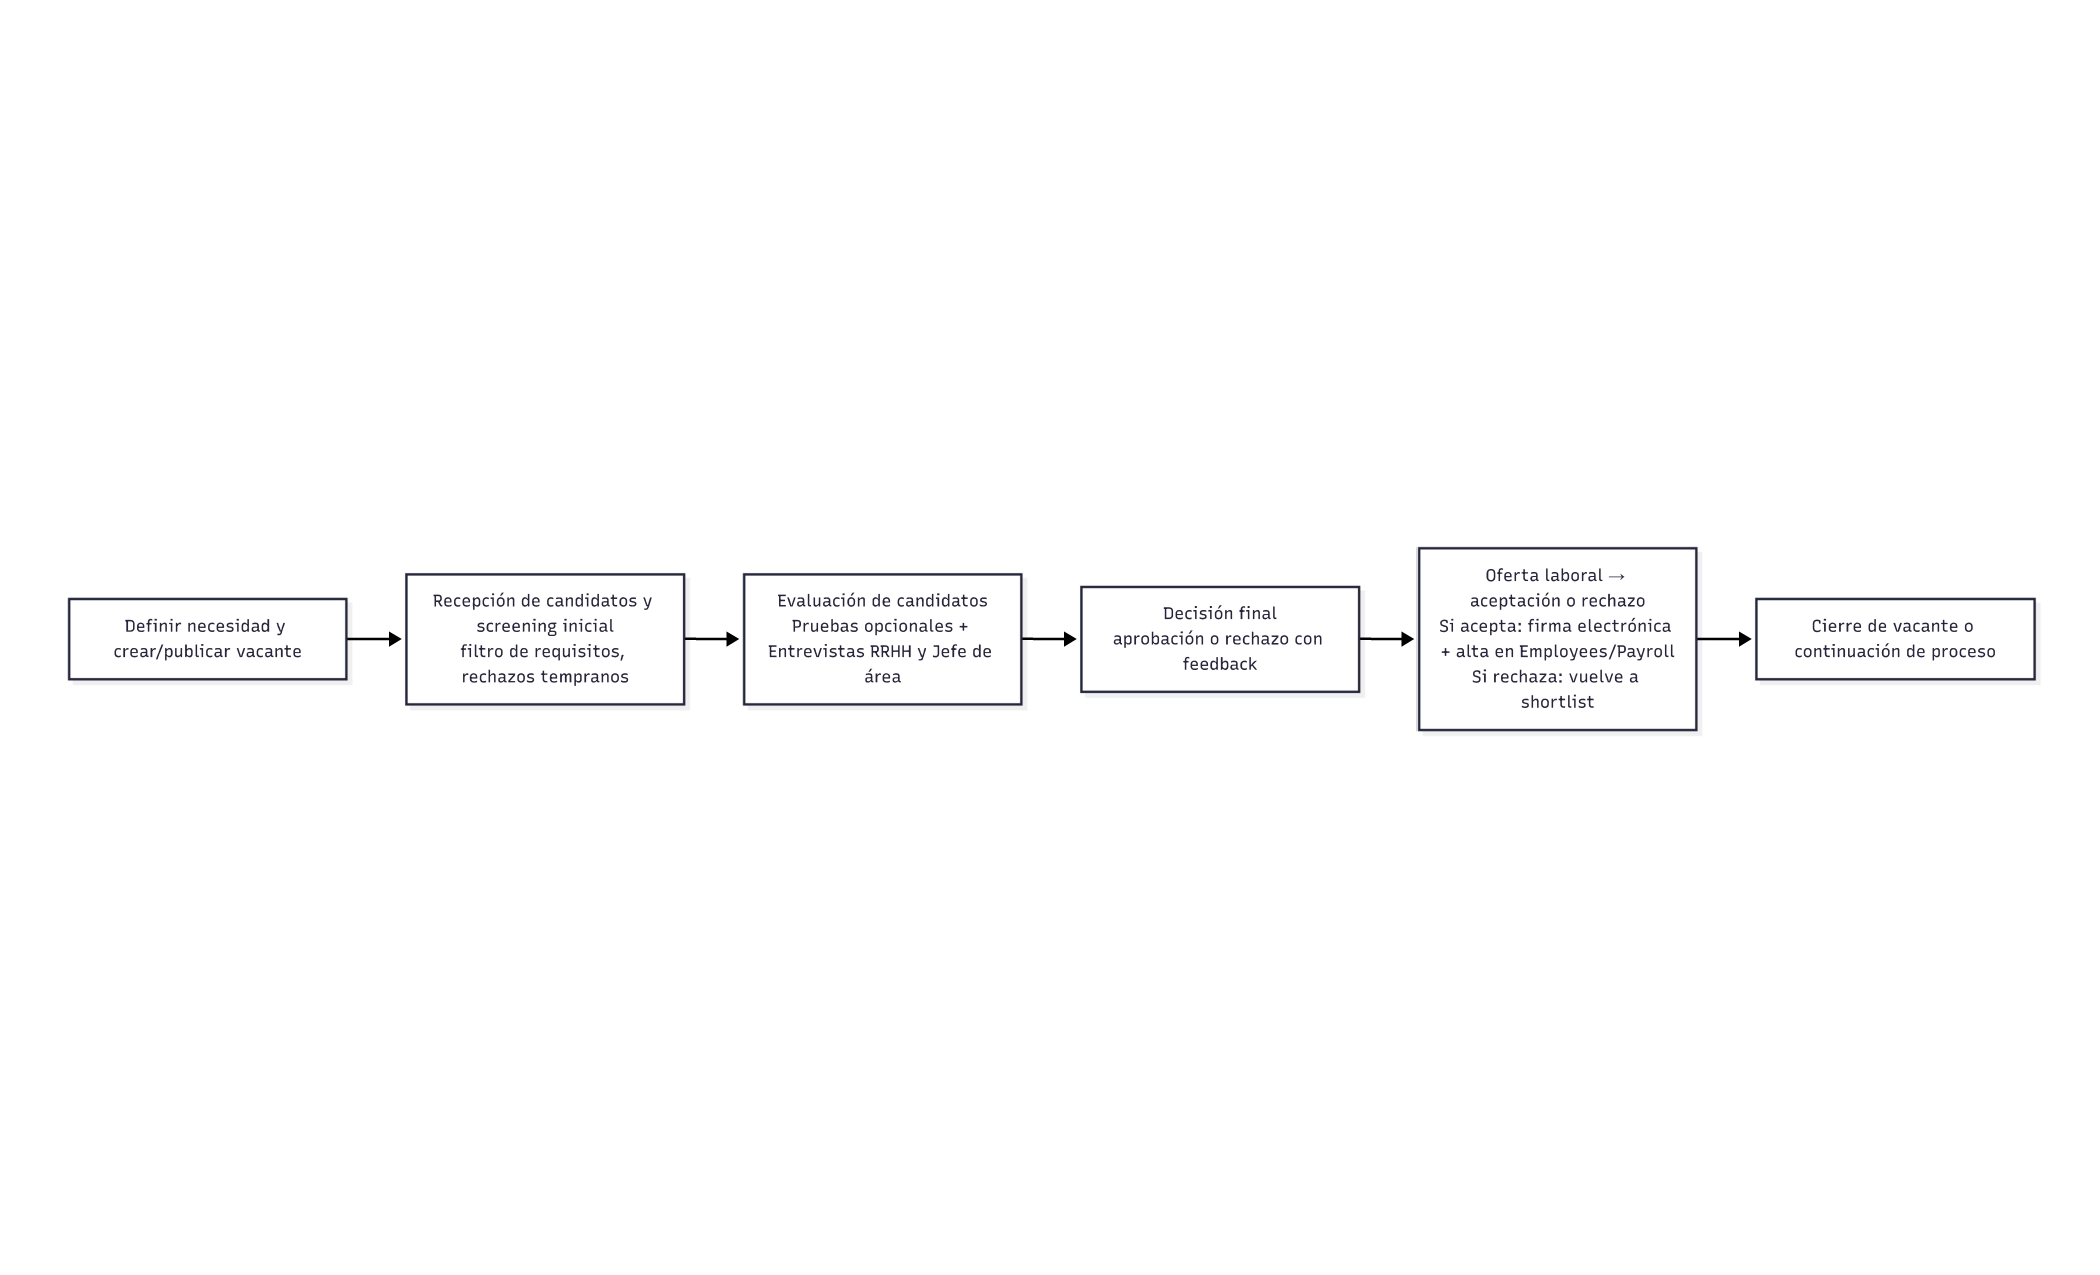 Definir necesidad y
crear/publicar vacante
Recepción de candidatos y
screening inicial
filtro de requisitos,
rechazos tempranos
Evaluación de candidatos
Pruebas opcionales +
Entrevistas RRHH y Jefe de
área
Decisión final
aprobación o rechazo con
feedback
Oferta laboral →
aceptación o rechazo
Si acepta: firma electrónica
+ alta en Employees/Payroll
Si rechaza: vuelve a
shortlist
Cierre de vacante o
continuación de proceso